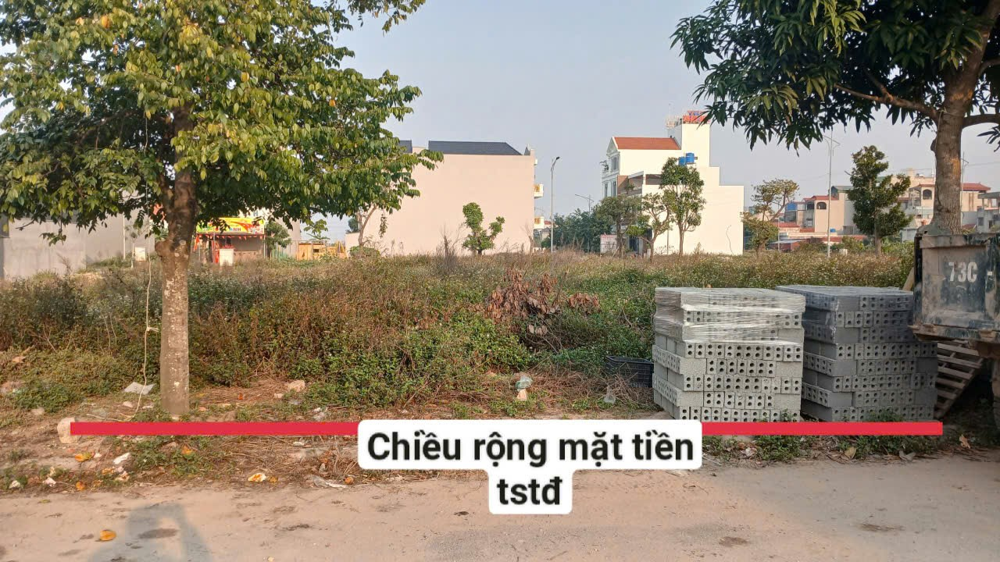 73C
Chiều rộng mặt tiền
tstđ